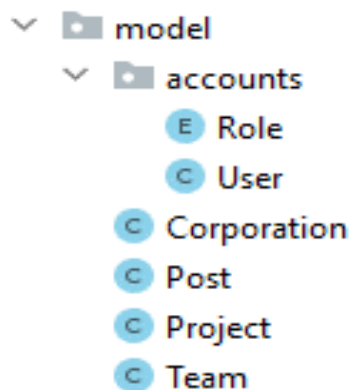 model
accounts
E Role
C User
C Corporation
C Post
C Project
C Team